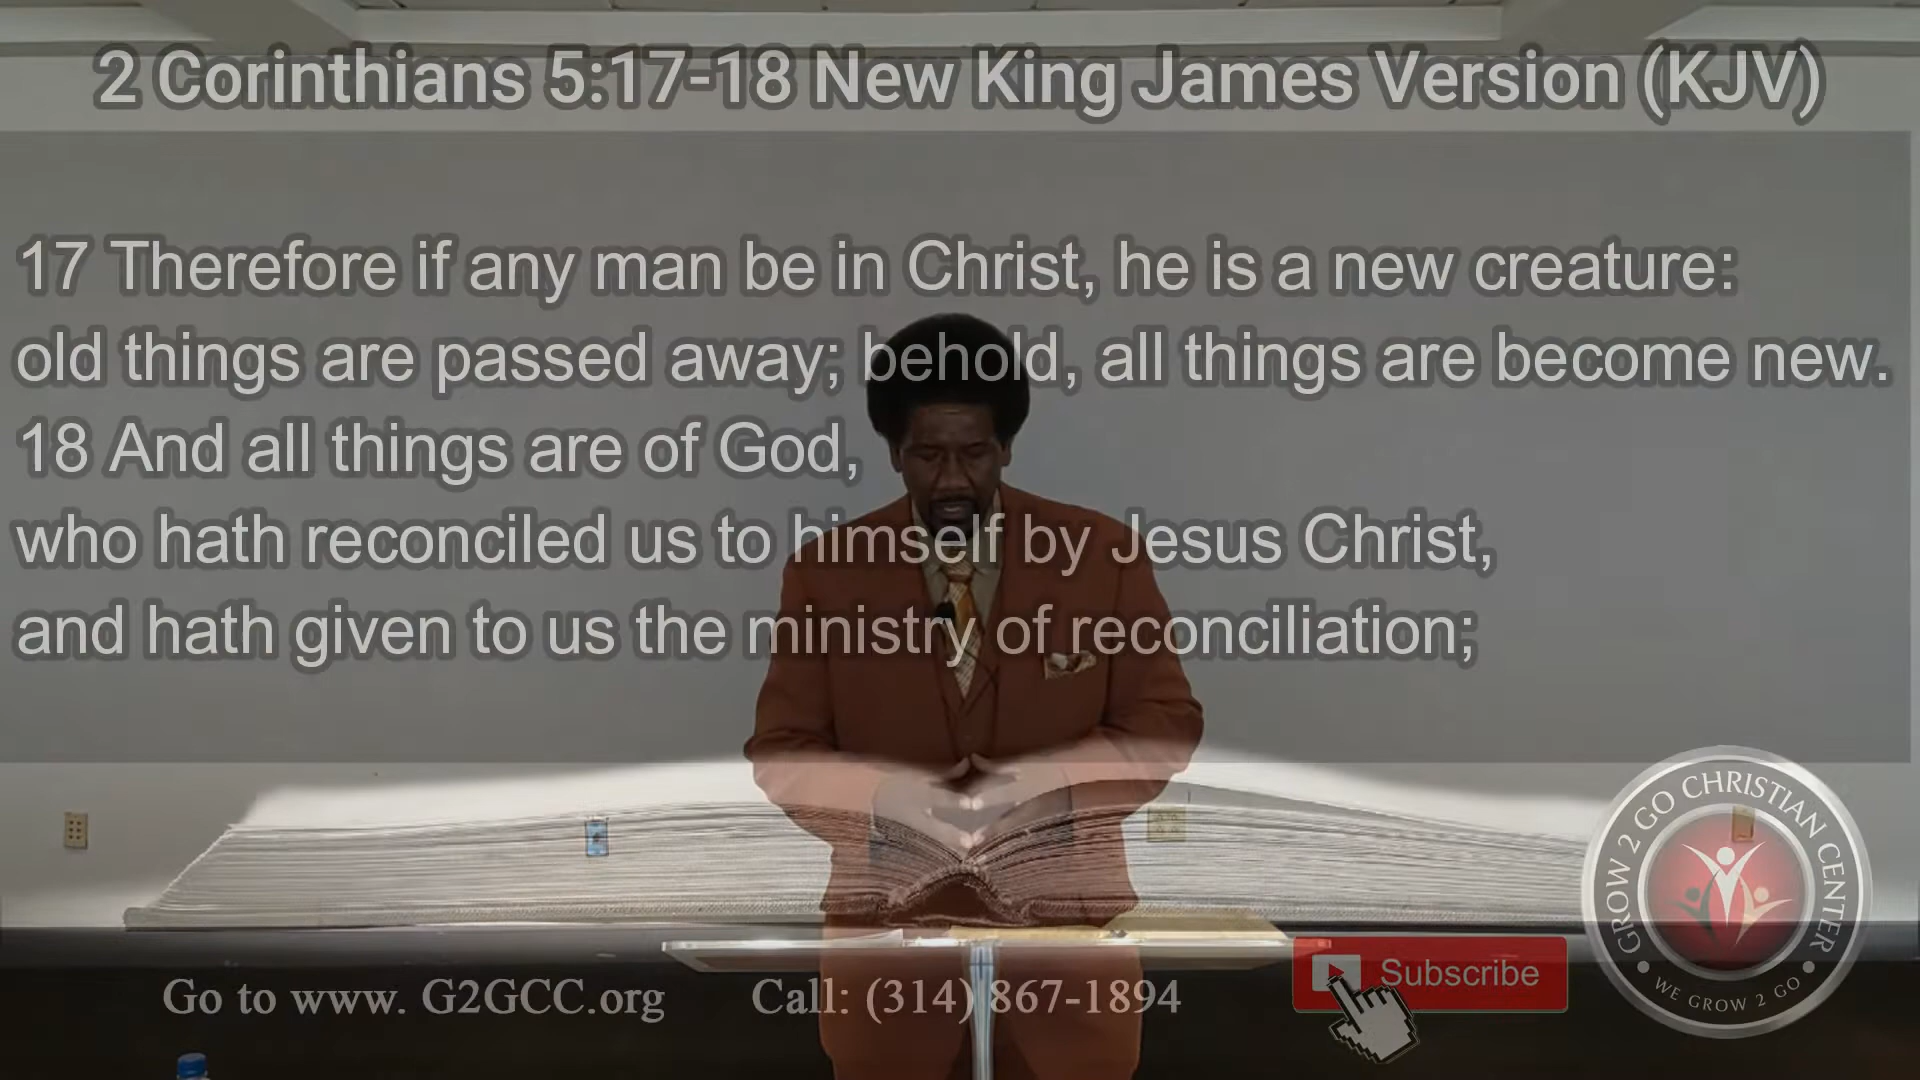 2 Corinthians 5:17-18 New King James Version (KJV)
17 Therefore if any man be in Christ, he is a new creature:
old things are passed away; behold, all things are become new.
18 And all things are of God,
who hath reconciled us to himself by Jesus Christ,
and hath given to us the ministry of reconciliation;
GROW 2 GO CHRISTIAN CENTER
WE GROW 2 GO
Subscribe
Go to www. G2GCC.org
Call: (314) 867-1894